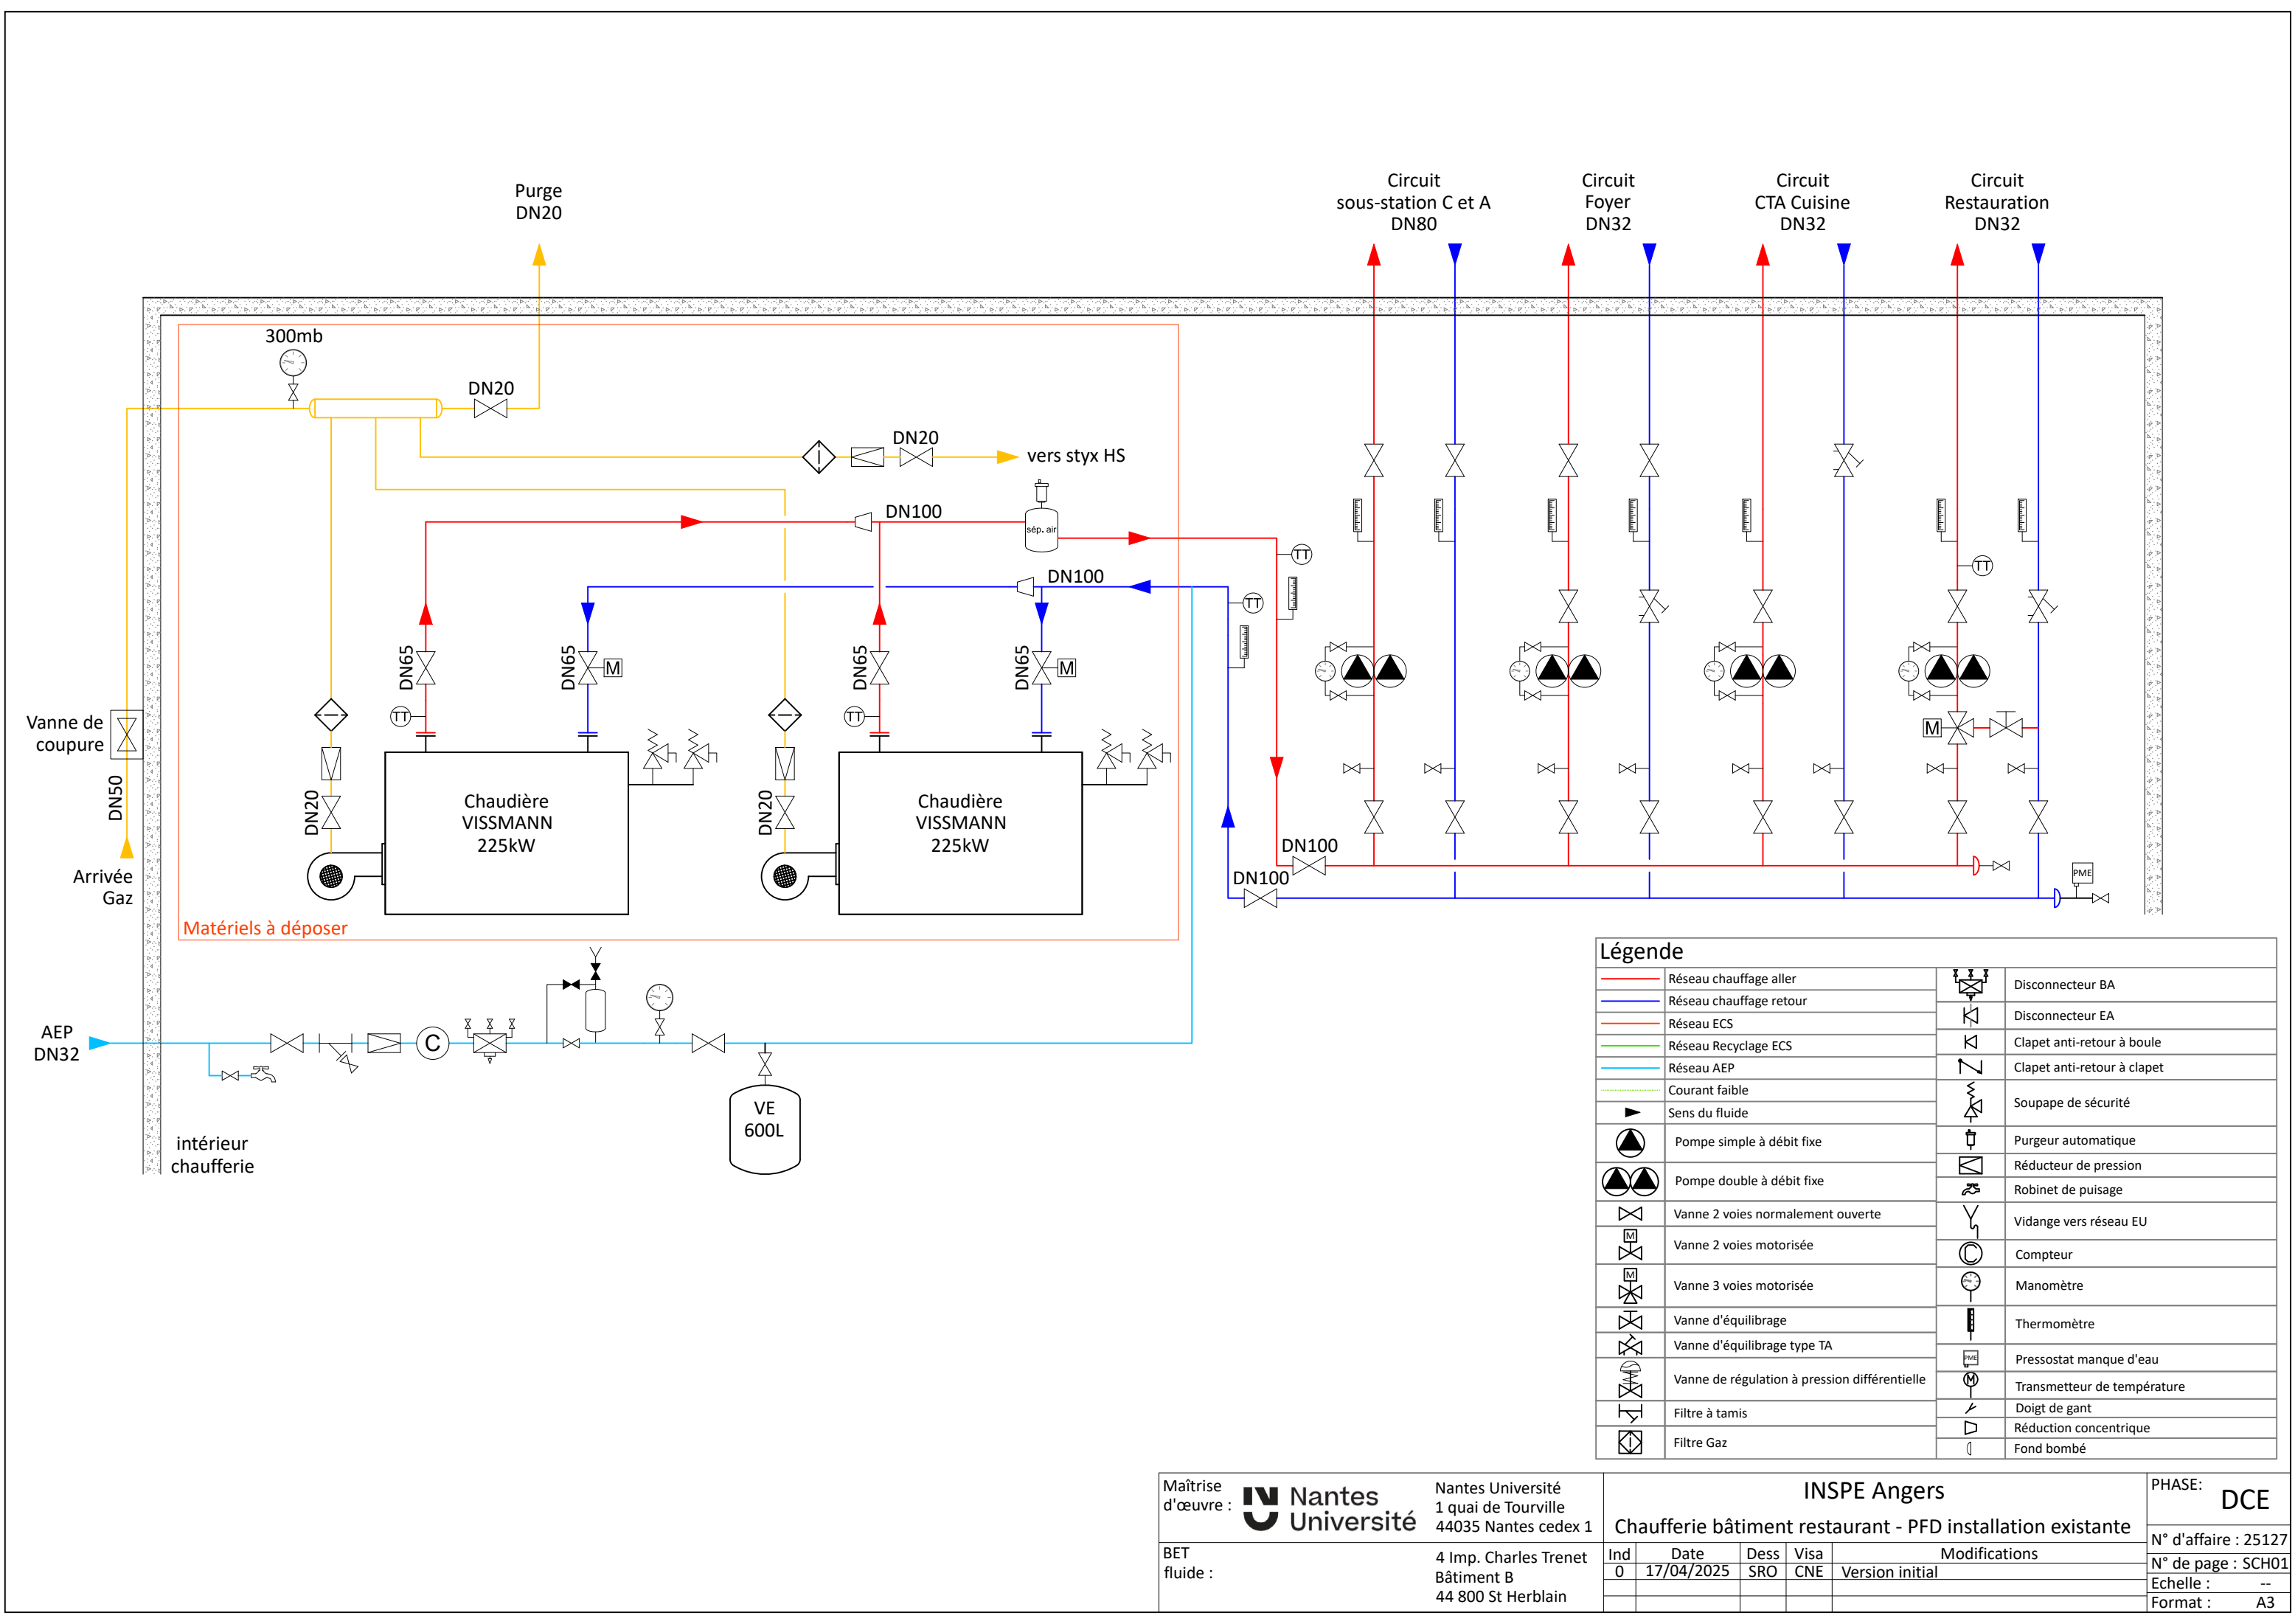 Purge
DN20
Circuit
sous-station C et A
DN80
Circuit
Foyer
DN32
Circuit
CTA Cuisine
DN32
Circuit
Restauration
DN32
300mb
DN20
DN20
vers styx HS
DN100
sép. air
TT
DN100
TT
TT
DN65
DN65
M
DN65
DN65
M
TT
TT
M
Vanne de
coupure
DN50
DN20
DN20
Chaudière
VISSMANN
225kW
Chaudière
VISSMANN
225kW
Arrivée
Gaz
DN100
DN100
PME
Matériels à déposer
AEP
DN32
C
VE
600L
intérieur
chaufferie
Légende
Réseau chauffage aller
Réseau chauffage retour
Réseau ECS
Réseau Recyclage ECS
Réseau AEP
Courant faible
Sens du fluide
Pompe simple à débit fixe
Pompe double à débit fixe
Vanne 2 voies normalement ouverte
M
Vanne 2 voies motorisée
M
Vanne 3 voies motorisée
Vanne d'équilibrage
Vanne d'équilibrage type TA
Vanne de régulation à pression différentielle
Filtre à tamis
Filtre Gaz
Disconnecteur BA
Disconnecteur EA
Clapet anti-retour à boule
Clapet anti-retour à clapet
Soupape de sécurité
Purgeur automatique
Réducteur de pression
Robinet de puisage
Vidange vers réseau EU
C
Compteur
Manomètre
Thermomètre
PME
Pressostat manque d'eau
M
Transmetteur de température
Doigt de gant
Réduction concentrique
Fond bombé
Maîtrise
d'œuvre :
Nantes
Université
Nantes Université
1 quai de Tourville
44035 Nantes cedex 1
BET
fluide :
4 Imp. Charles Trenet
Bâtiment B
44 800 St Herblain
INSPE Angers
Chaufferie bâtiment restaurant - PFD installation existante
Ind Date Dess Visa Modifications
0 17/04/2025 SRO CNE Version initial
PHASE:
DCE
N° d'affaire : 25127
N° de page : SCH01
Echelle : --
Format : A3